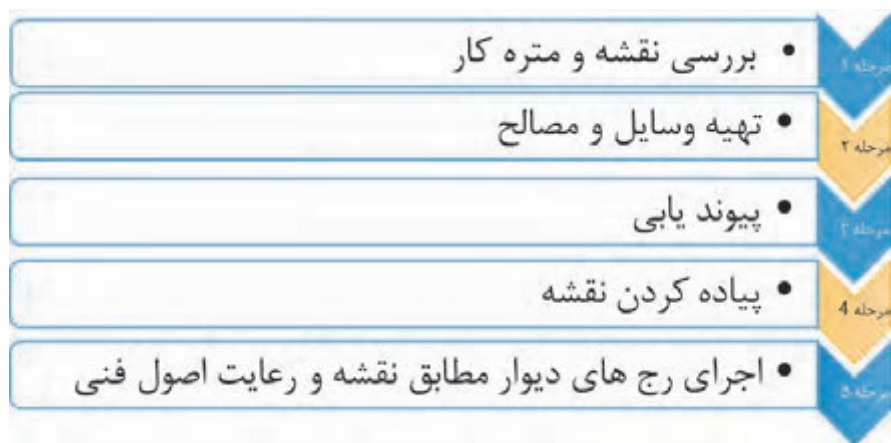 مرحله ۱
• بررسی نقشه و متره کار
مرحله ۲
• تهیه وسایل و مصالح
مرحله ۳
• پیوند یابی
مرحله 4
• پیاده کردن نقشه
مرحله ۵
• اجرای رج های دیوار مطابق نقشه و رعایت اصول فنی